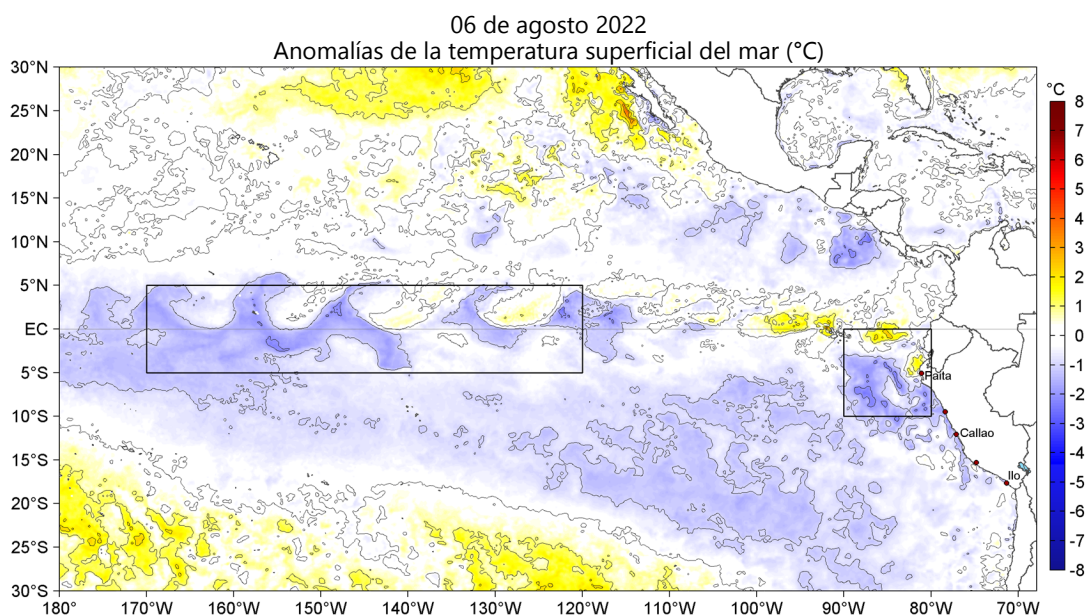 06 de agosto 2022
Anomalías de la temperatura superficial del mar (°C)
30°N
25°N
20°N
15°N
10°N
5°N
EC
5°S
10°S
15°S
20°S
25°S
30°S
180
170°W
160°W
150°W
140°W
130°W
120°W
110°W
100°W
90°W
80°W
70°W
Paita
Callao
Ilo
°C
8
7
6
5
4
3
2
1
0
-1
-2
-3
-4
-5
-6
-7
-8